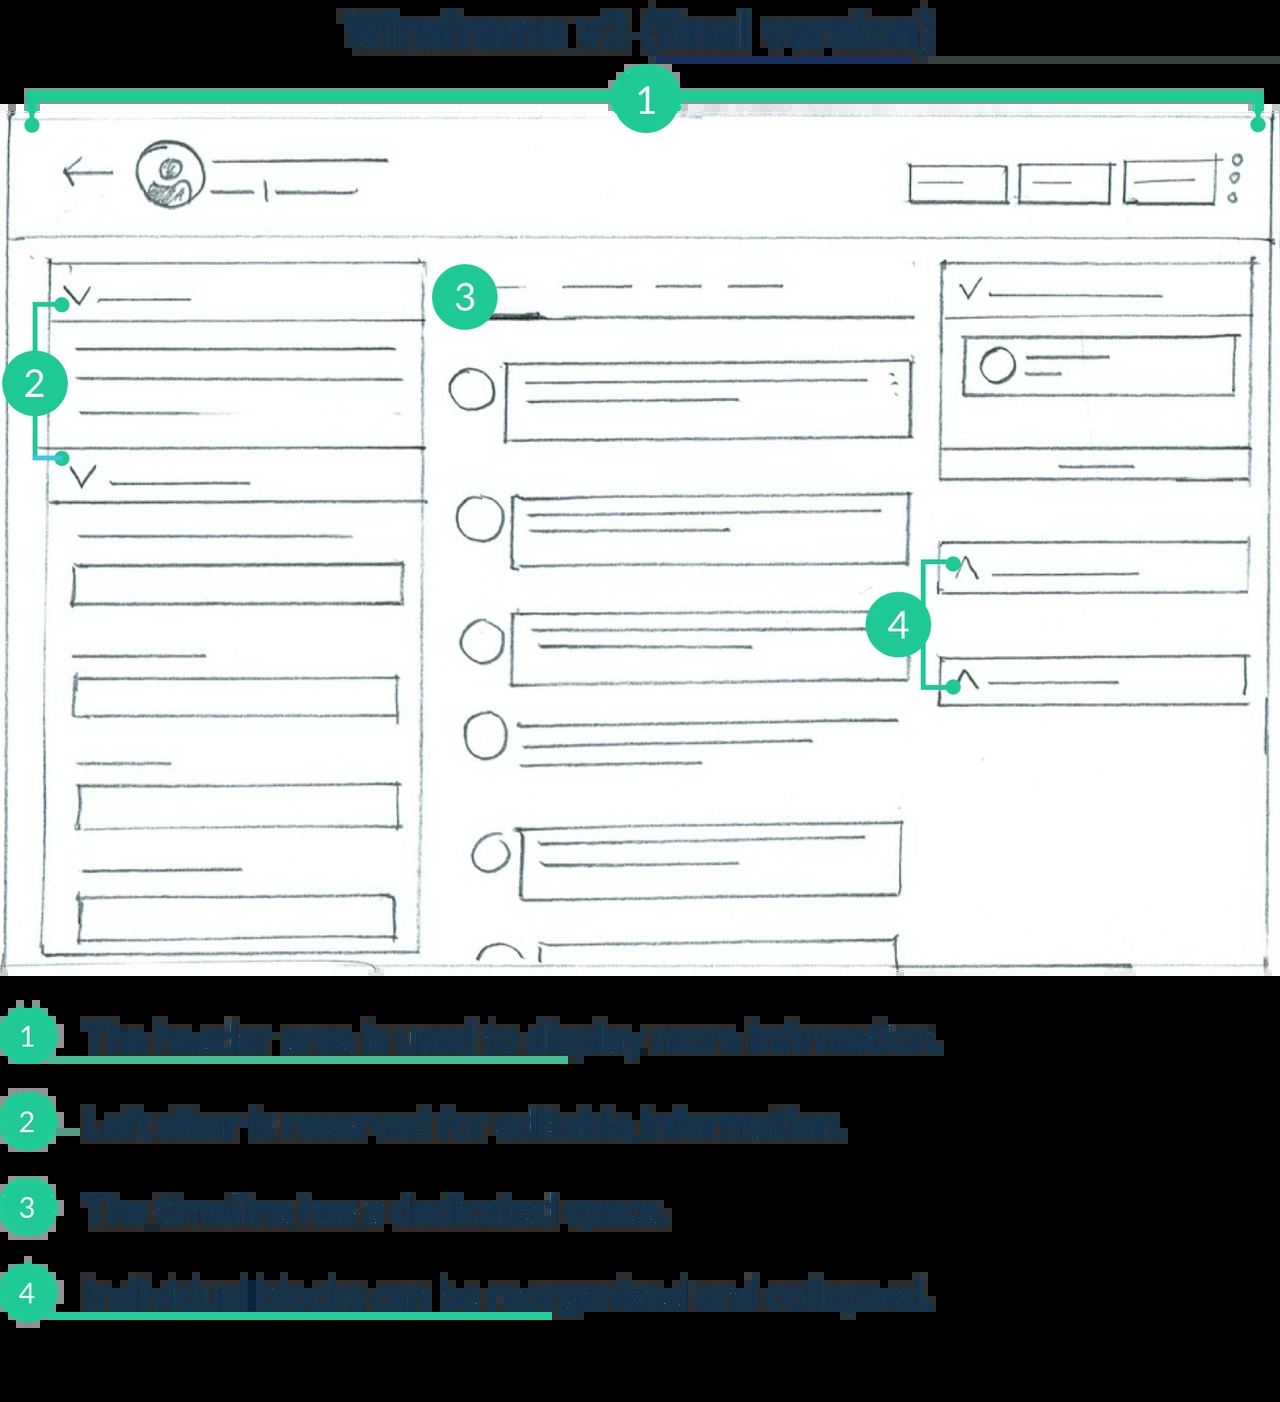 Wireframe v2 (final version)
1
3
2
4
1 The header area is used to display more information.
2 Left sliber is reserved for editable information.
3 The timeline has a dedicated space.
4 Individual blocks can be reorganized and collapsed.